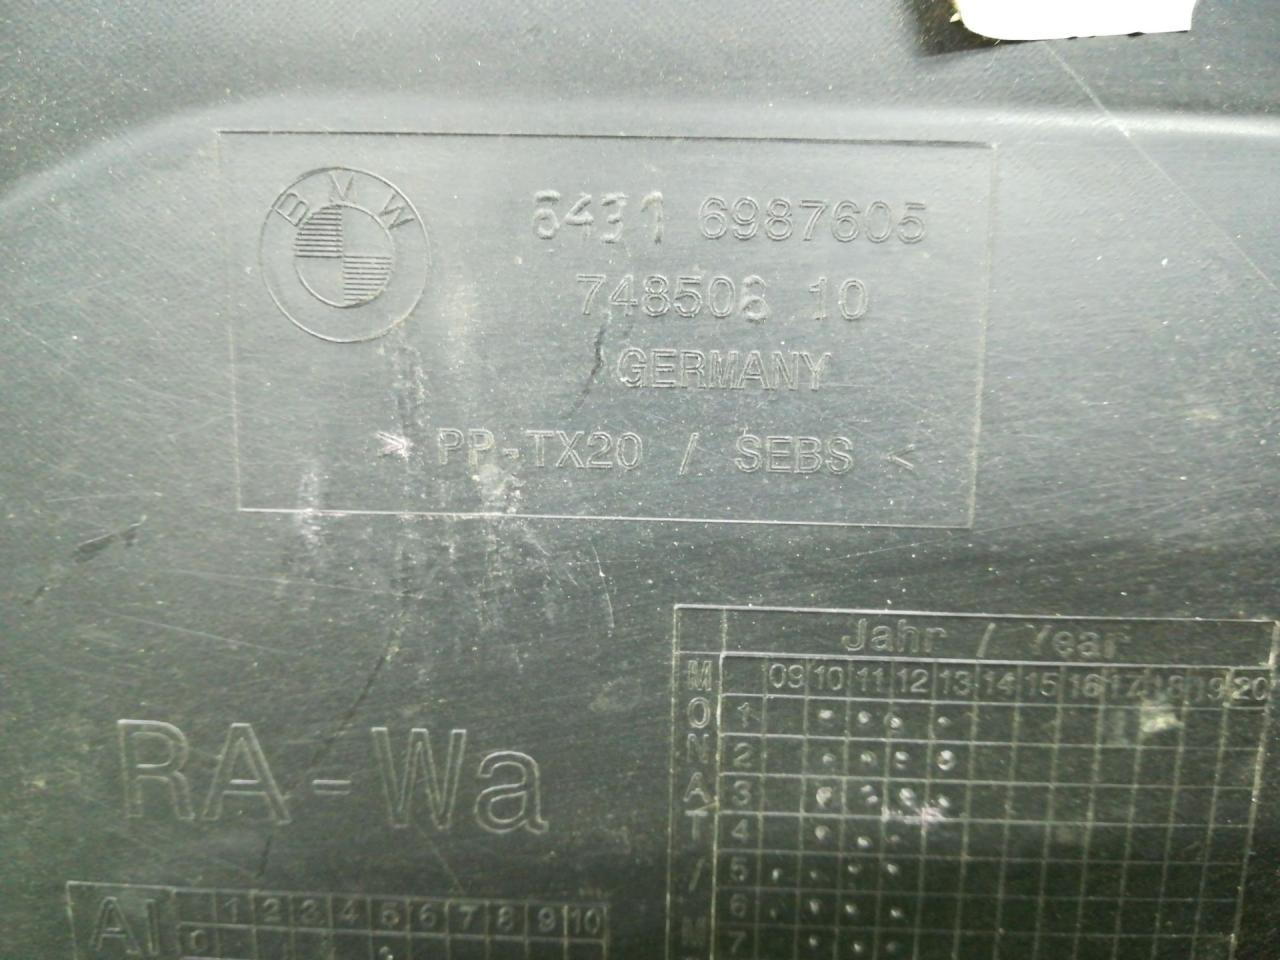 BMW
6431 6987605
748508 10
GERMANY
> PP-TX20 / SEBS <
Jahr / Year
09 10 11 12 13 14 15 16 17 18 19 20
MONAT/M
1
2
3
4
5
6
7
RA-Wa
AI
1 2 3 4 5 6 7 8 9 10
0